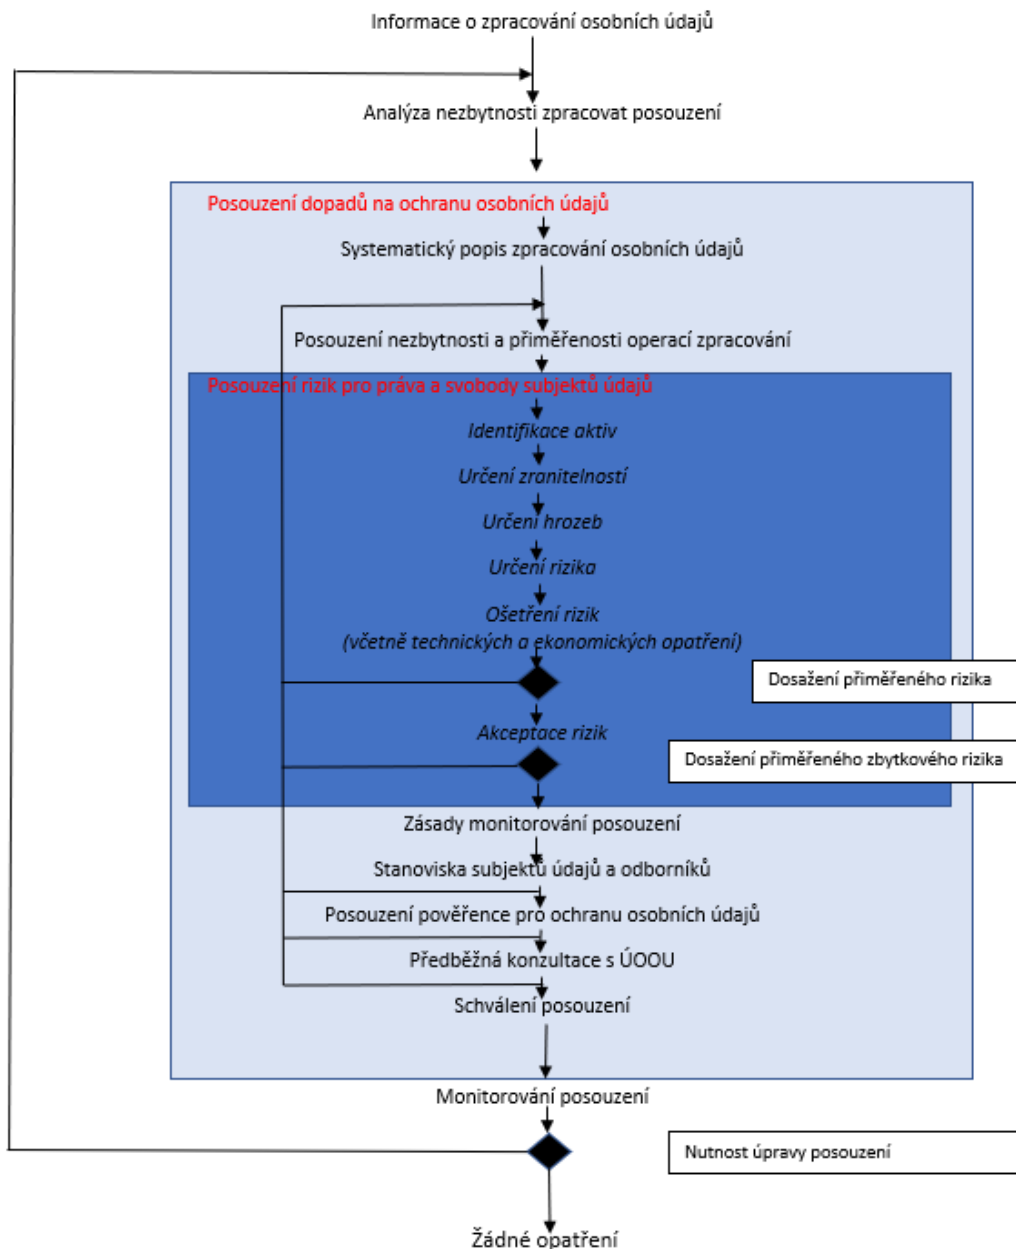 Informace o zpracování osobních údajů
Analýza nezbytnosti zpracovat posouzení
Posouzení dopadů na ochranu osobních údajů
Systematický popis zpracování osobních údajů
Posouzení nezbytnosti a přiměřenosti operací zpracování
Posouzení rizik pro práva a svobody subjektů údajů
Identifikace aktiv
Určení zranitelností
Určení hrozeb
Určení rizika
Ošetření rizik
(včetně technických a ekonomických opatření)
Dosažení přiměřeného rizika
Akceptace rizik
Dosažení přiměřeného zbytkového rizika
Zásady monitorování posouzení
Stanoviska subjektů údajů a odborníků
Posouzení pověřence pro ochranu osobních údajů
Předběžná konzultace s ÚOOU
Schválení posouzení
Monitorování posouzení
Nutnost úpravy posouzení
Žádné opatření